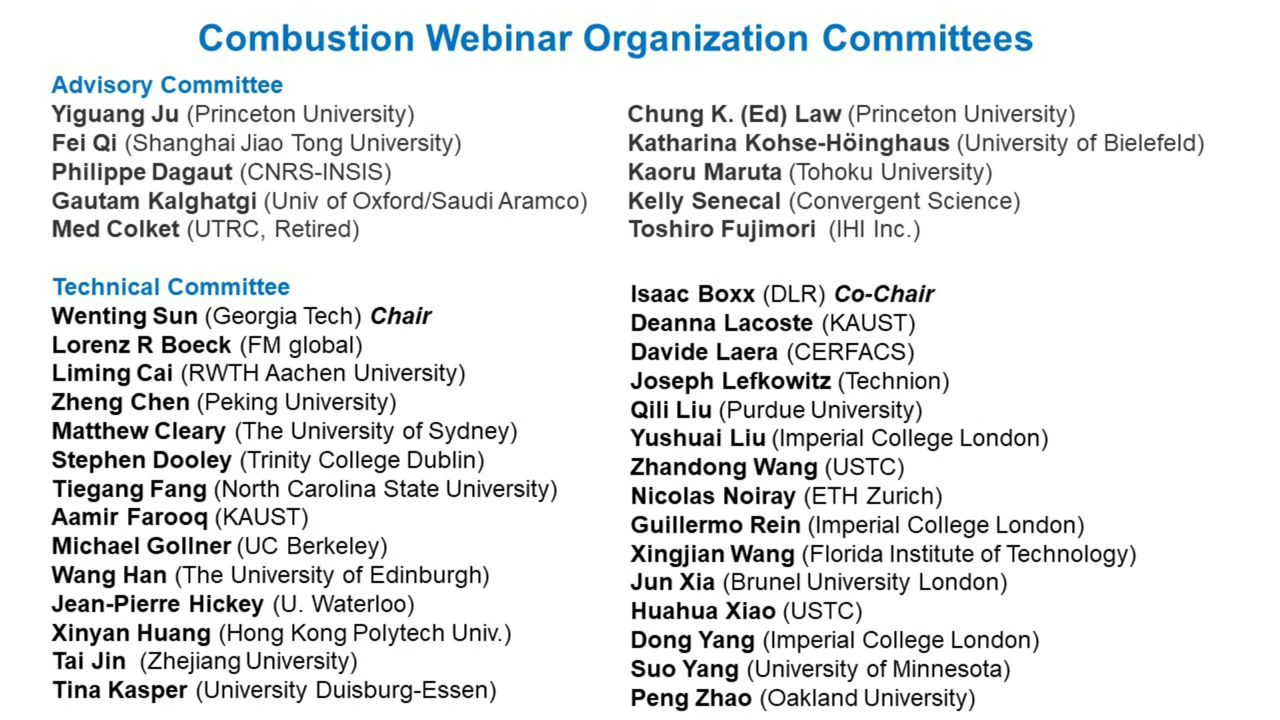 Combustion Webinar Organization Committees
Advisory Committee
Yiguang Ju (Princeton University)
Fei Qi (Shanghai Jiao Tong University)
Philippe Dagaut (CNRS-INSIS)
Gautam Kalghatgi (Univ of Oxford/Saudi Aramco)
Med Colket (UTRC, Retired)
Chung K. (Ed) Law (Princeton University)
Katharina Kohse-Höinghaus (University of Bielefeld)
Kaoru Maruta (Tohoku University)
Kelly Senecal (Convergent Science)
Toshiro Fujimori (IHI Inc.)
Technical Committee
Wenting Sun (Georgia Tech) Chair
Lorenz R Boeck (FM global)
Liming Cai (RWTH Aachen University)
Zheng Chen (Peking University)
Matthew Cleary (The University of Sydney)
Stephen Dooley (Trinity College Dublin)
Tiegang Fang (North Carolina State University)
Aamir Farooq (KAUST)
Michael Gollner (UC Berkeley)
Wang Han (The University of Edinburgh)
Jean-Pierre Hickey (U. Waterloo)
Xinyan Huang (Hong Kong Polytech Univ.)
Tai Jin (Zhejiang University)
Tina Kasper (University Duisburg-Essen)
Isaac Boxx (DLR) Co-Chair
Deanna Lacoste (KAUST)
Davide Laera (CERFACS)
Joseph Lefkowitz (Technion)
Qili Liu (Purdue University)
Yushuai Liu (Imperial College London)
Zhandong Wang (USTC)
Nicolas Noiray (ETH Zurich)
Guillermo Rein (Imperial College London)
Xingjian Wang (Florida Institute of Technology)
Jun Xia (Brunel University London)
Huahua Xiao (USTC)
Dong Yang (Imperial College London)
Suo Yang (University of Minnesota)
Peng Zhao (Oakland University)